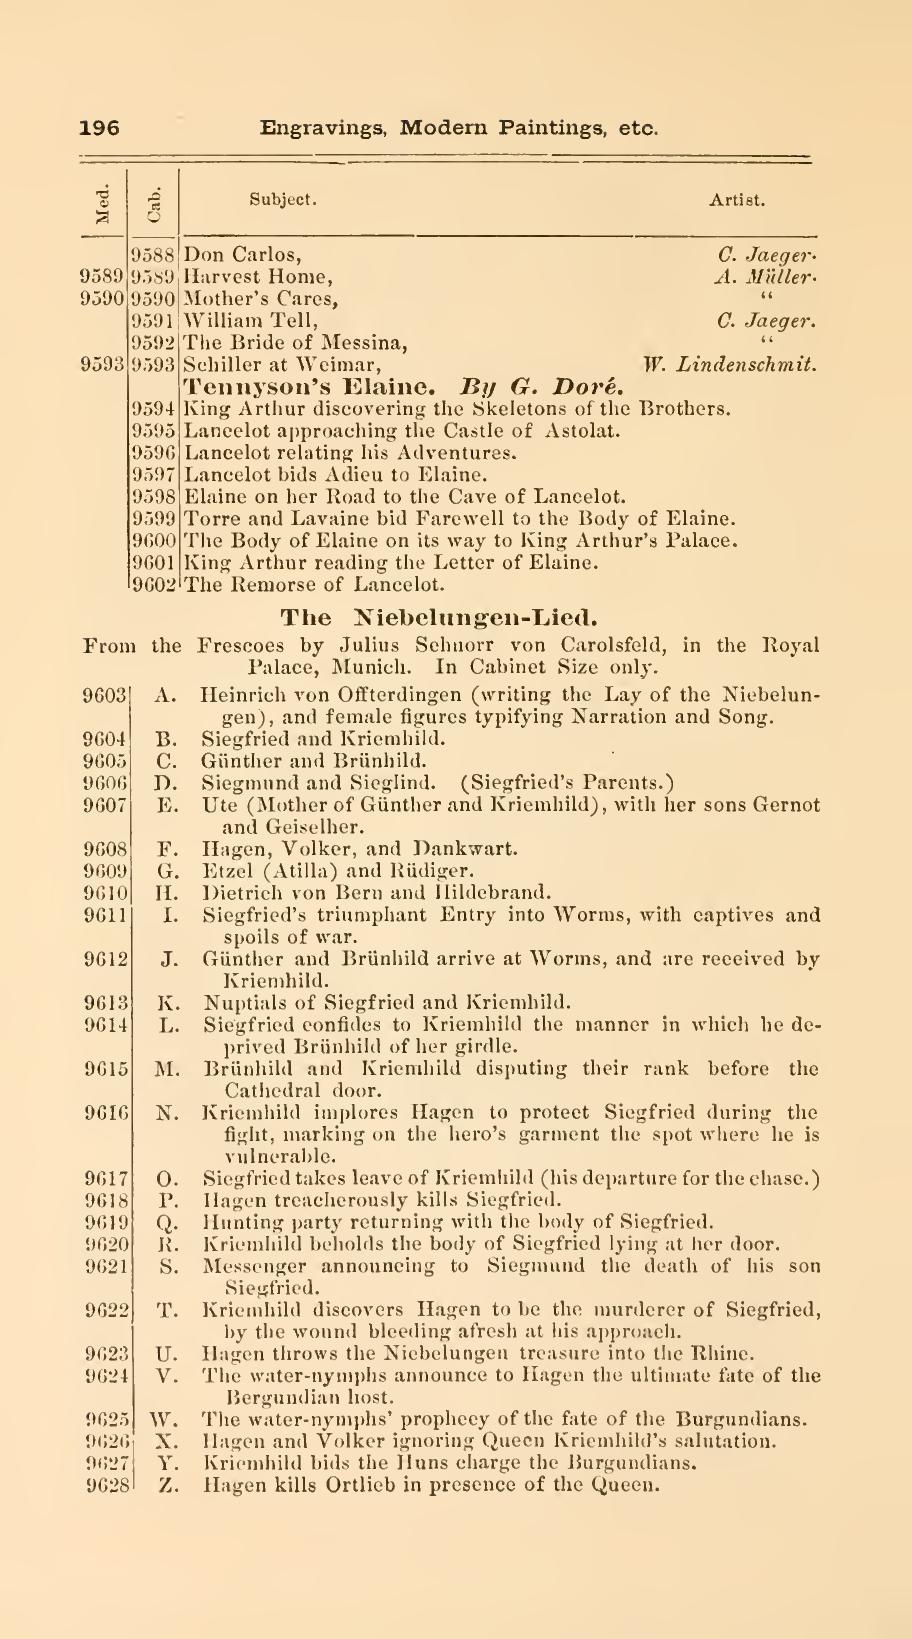 196 Engravings, Modern Paintings, etc.
Med. Cab. Subject. Artist.
9588 Don Carlos, C. Jaeger.
9589 9589 Harvest Home, A. Müller.
9590 9590 Mother's Cares, "
9591 William Tell, C. Jaeger.
9592 The Bride of Messina, "
9593 9593 Schiller at Weimar, W. Lindenschmit.
Tennyson's Elaine. By G. Doré.
9594 King Arthur discovering the Skeletons of the Brothers.
9595 Lancelot approaching the Castle of Astolat.
9596 Lancelot relating his Adventures.
9597 Lancelot bids Adieu to Elaine.
9598 Elaine on her Road to the Cave of Lancelot.
9599 Torre and Lavaine bid Farewell to the Body of Elaine.
9600 The Body of Elaine on its way to King Arthur's Palace.
9601 King Arthur reading the Letter of Elaine.
9602 The Remorse of Lancelot.
The Niebelungen-Lied.
From the Frescoes by Julius Schnorr von Carolsfeld, in the Royal
Palace, Munich. In Cabinet Size only.
9603 A. Heinrich von Offterdingen (writing the Lay of the Niebelun-
gen), and female figures typifying Narration and Song.
9604 B. Siegfried and Kriemhild.
9605 C. Günther and Brünhild.
9606 D. Siegmund and Sieglind. (Siegfried's Parents.)
9607 E. Ute (Mother of Günther and Kriemhild), with her sons Gernot
and Geiselher.
9608 F. Hagen, Volker, and Dankwart.
9609 G. Etzel (Atilla) and Rüdiger.
9610 H. Dietrich von Bern and Hildebrand.
9611 I. Siegfried's triumphant Entry into Worms, with captives and
spoils of war.
9612 J. Günther and Brünhild arrive at Worms, and are received by
Kriemhild.
9613 K. Nuptials of Siegfried and Kriemhild.
9614 L. Siegfried confides to Kriemhild the manner in which he de-
prived Brünhild of her girdle.
9615 M. Brünhild and Kriemhild disputing their rank before the
Cathedral door.
9616 N. Kriemhild implores Hagen to protect Siegfried during the
fight, marking on the hero's garment the spot where he is
vulnerable.
9617 O. Siegfried takes leave of Kriemhild (his departure for the chase.)
9618 P. Hagen treacherously kills Siegfried.
9619 Q. Hunting party returning with the body of Siegfried.
9620 R. Kriemhild beholds the body of Siegfried lying at her door.
9621 S. Messenger announcing to Siegmund the death of his son
Siegfried.
9622 T. Kriemhild discovers Hagen to be the murderer of Siegfried,
by the wound bleeding afresh at his approach.
9623 U. Hagen throws the Niebelungen treasure into the Rhine.
9624 V. The water-nymphs announce to Hagen the ultimate fate of the
Bergundian host.
9625 W. The water-nymphs' prophecy of the fate of the Burgundians.
9626 X. Hagen and Volker ignoring Queen Kriemhild's salutation.
9627 Y. Kriemhild bids the Huns charge the Burgundians.
9628 Z. Hagen kills Ortlieb in presence of the Queen.